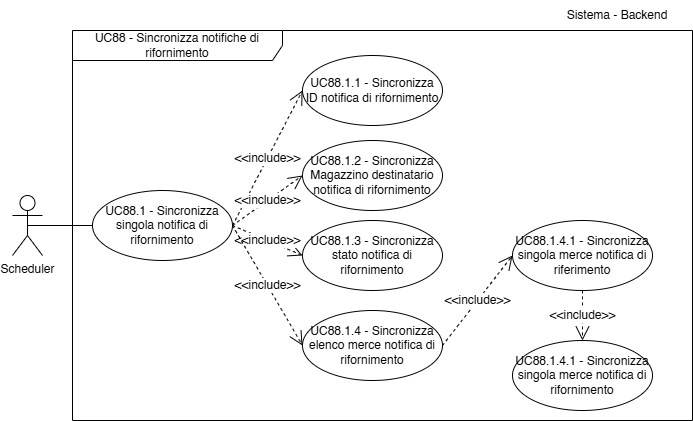 Sistema - Backend
UC88 - Sincronizza notifiche di
rifornimento
UC88.1.1 - Sincronizza
ID notifica di rifornimento
<<include>>
UC88.1.2 - Sincronizza
Magazzino destinatario
notifica di rifornimento
<<include>>
UC88.1 - Sincronizza
singola notifica di
rifornimento
<<include>>
UC88.1.3 - Sincronizza
stato notifica di
rifornimento
UC88.1.4.1 - Sincronizza
singola merce notifica di
riferimento
Scheduler
<<include>>
<<include>>
UC88.1.4 - Sincronizza
elenco merce notifica di
rifornimento
<<include>>
UC88.1.4.1 - Sincronizza
singola merce notifica di
rifornimento